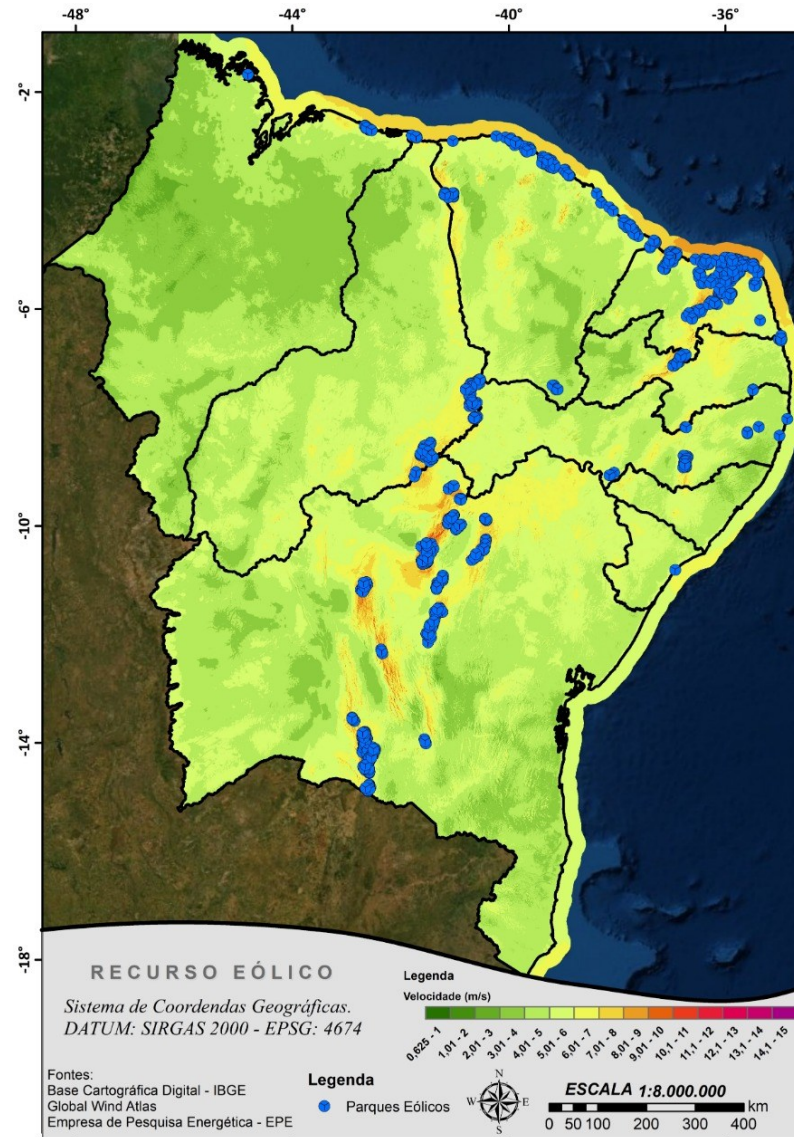 -48° -44° -40° -36°
-2°
-6°
-10°
-14°
-18°
RECURSO EÓLICO
Sistema de Coordendas Geográficas.
DATUM: SIRGAS 2000 - EPSG: 4674
Legenda
Velocidade (m/s)
0,625 - 1 1,01 - 2 2,01 - 3 3,01 - 4 4,01 - 5 5,01 - 6 6,01 - 7 7,01 - 8 8,01 - 9 9,01 - 10 10,1 - 11 11,1 - 12 12,1 - 13 13,1 - 14 14,1 - 15
Fontes:
Base Cartográfica Digital - IBGE
Global Wind Atlas
Empresa de Pesquisa Energética - EPE
Legenda
Parques Eólicos
N
W E
S
ESCALA 1:8.000.000
km
0 50 100 200 300 400